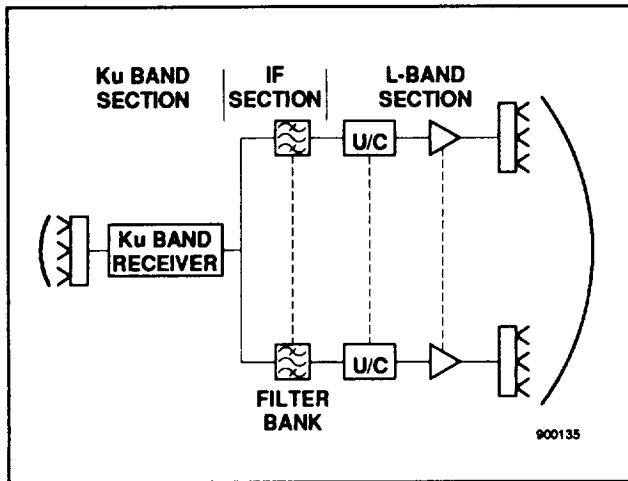 Ku BAND
SECTION
IF
SECTION
L-BAND
SECTION
U/C
Ku BAND
RECEIVER
U/C
FILTER
BANK
900135